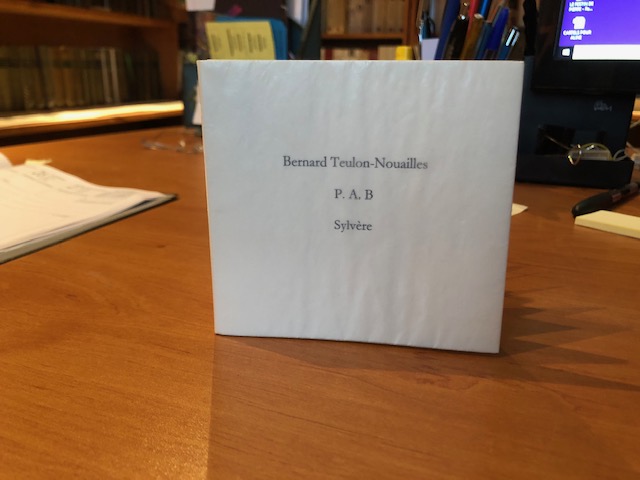 Bernard Teulon-Nouailles
P. A. B
Sylvère